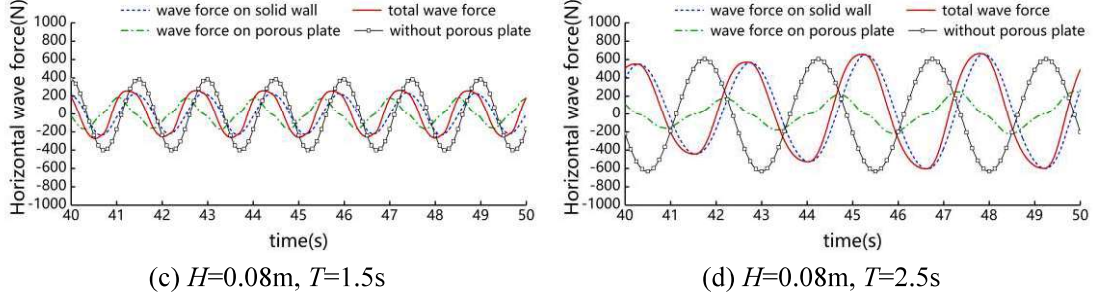 wave force on solid wall total wave force
wave force on porous plate without porous plate
Horizontal wave force(N)
1000
800
600
400
200
0
-200
-400
-600
-800
-1000
40 41 42 43 44 45 46 47 48 49 50
time(s)
(c) H=0.08m, T=1.5s
wave force on solid wall total wave force
wave force on porous plate without porous plate
Horizontal wave force(N)
1000
800
600
400
200
0
-200
-400
-600
-800
-1000
40 41 42 43 44 45 46 47 48 49 50
time(s)
(d) H=0.08m, T=2.5s